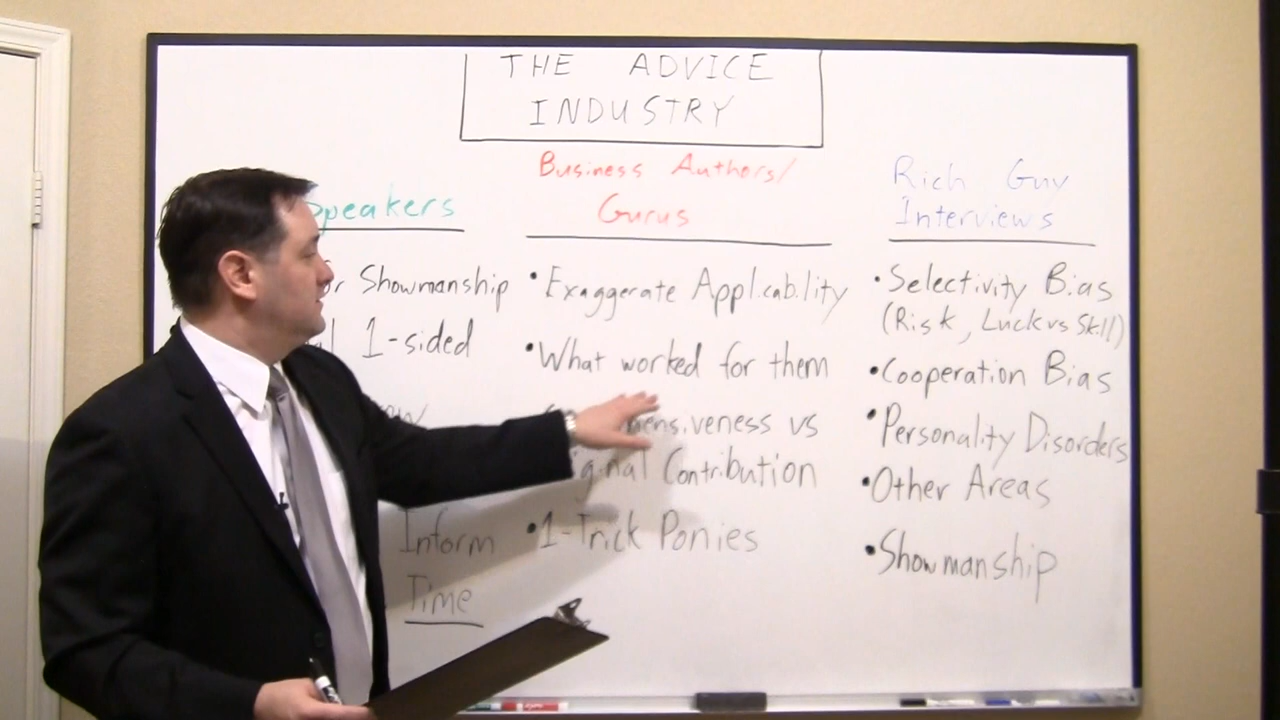 THE ADVICE
INDUSTRY
Speakers
Showmanship
1-sided
Inform
Time
Business Authors/
Gurus
• Exaggerate Applicability
• What worked for them
vs
Contribution
• 1-Trick Ponies
Rich Guy
Interviews
• Selectivity Bias
(Risk, Luck vs Skill)
• Cooperation Bias
• Personality Disorders
• Other Areas
• Showmanship